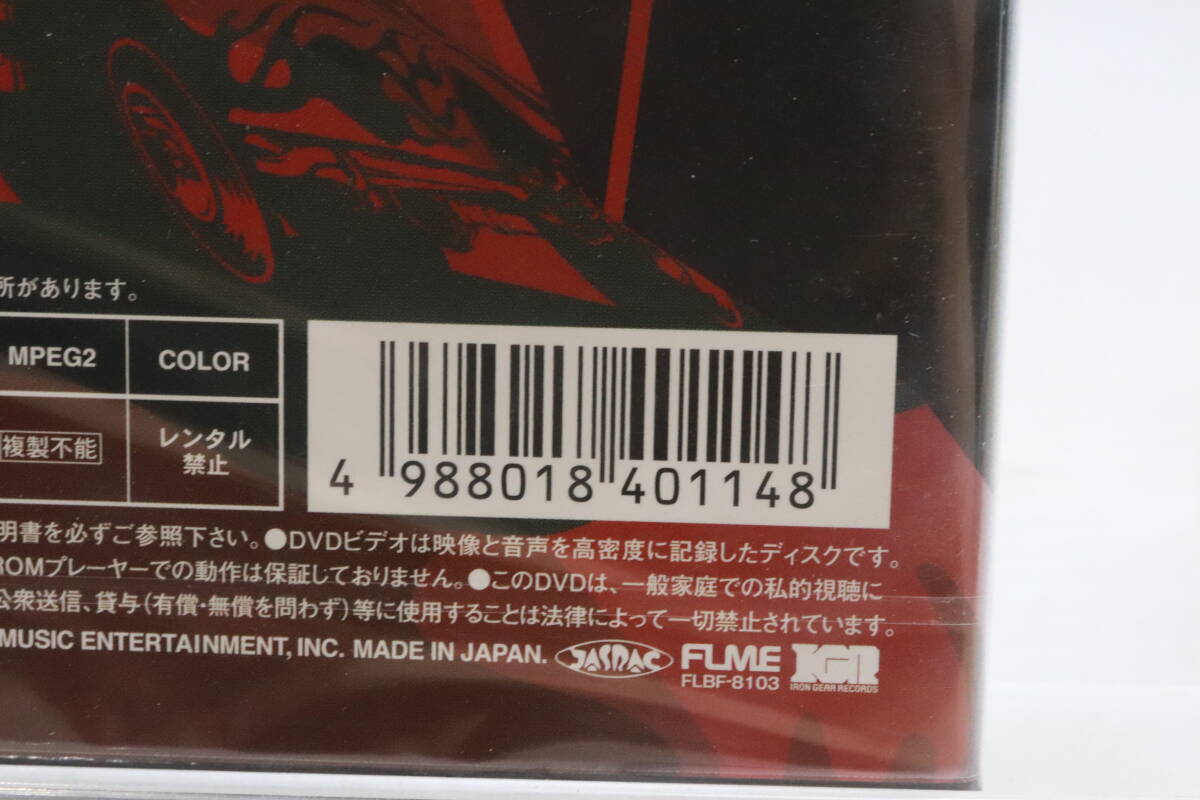 所があります。
MPEG2 COLOR
複製不能 レンタル
禁止
4 988018 401148
明書を必ずご参照下さい。●DVDビデオは映像と音声を高密度に記録したディスクです。
ROMプレーヤーでの動作は保証しておりません。●このDVDは、一般家庭での私的視聴に
公衆送信、貸与(有償・無償を問わず)等に使用することは法律によって一切禁止されています。
MUSIC ENTERTAINMENT, INC. MADE IN JAPAN. JASRAC FLME IGR
FLBF-8103 IRON GEAR RECORDS